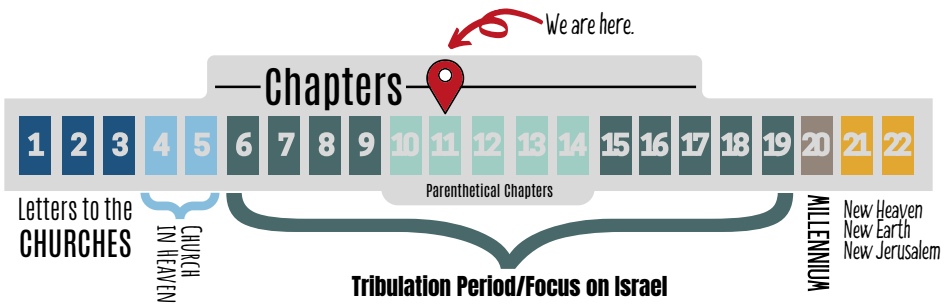 We are here.
Chapters
1 2 3 4 5 6 7 8 9 10 11 12 13 14 15 16 17 18 19 20 21 22
Parenthetical Chapters
Letters to the
CHURCHES
CHURCH
IN HEAVEN
Tribulation Period/Focus on Israel
MILLENNIUM
New Heaven
New Earth
New Jerusalem